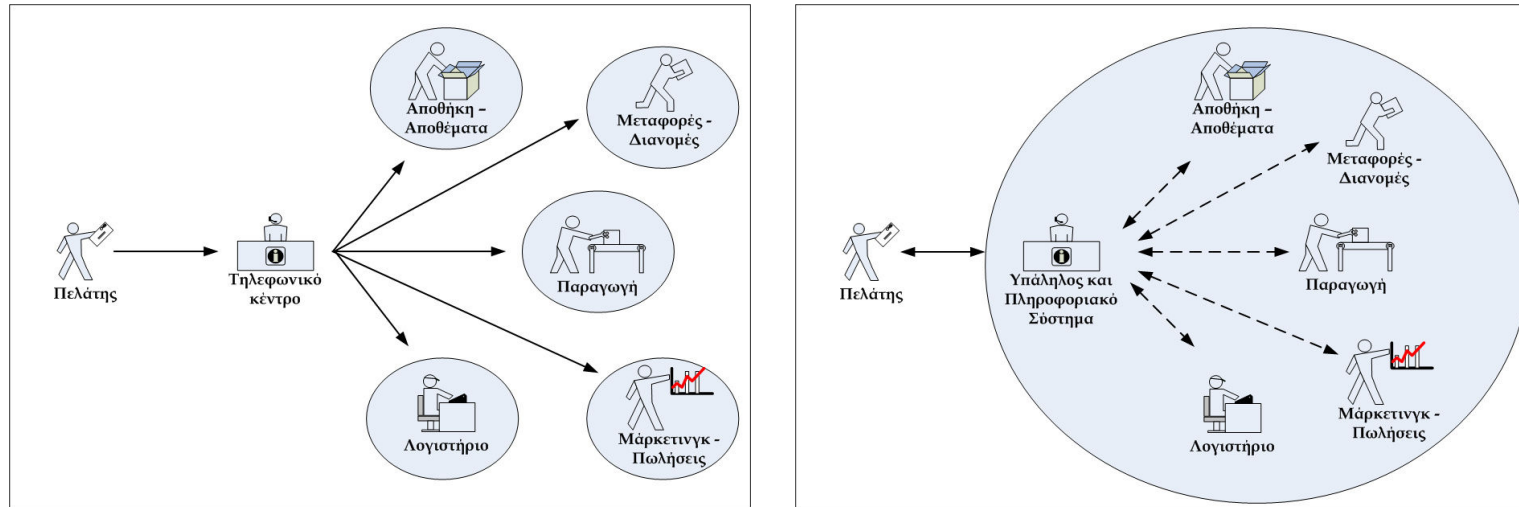 Αποθήκη –
Αποθέματα
Μεταφορές -
Διανομές
Πελάτης
Τηλεφωνικό
κέντρο
Παραγωγή
Λογιστήριο
Μάρκετινγκ -
Πωλήσεις
Αποθήκη –
Αποθέματα
Μεταφορές -
Διανομές
Πελάτης
Υπάληλος και
Πληροφοριακό
Σύστημα
Παραγωγή
Μάρκετινγκ -
Πωλήσεις
Λογιστήριο